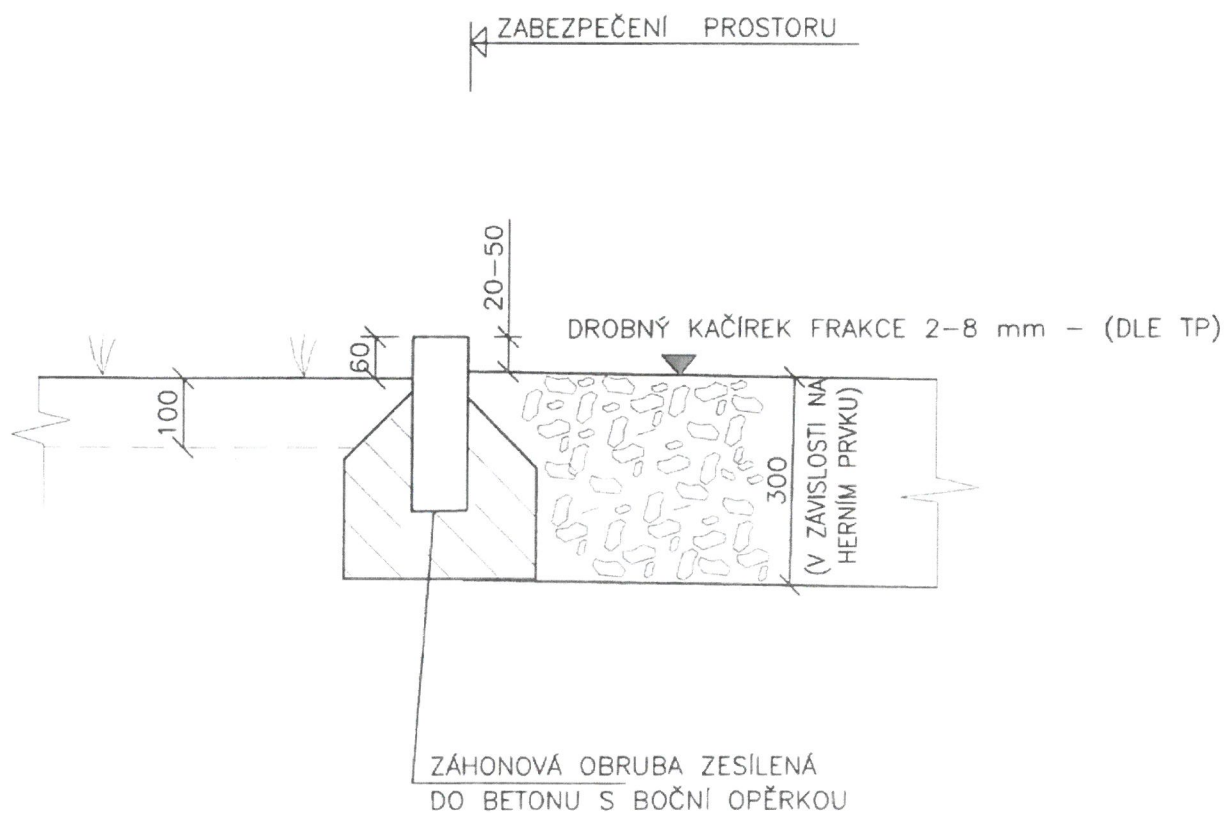 ZABEZPEČENÍ PROSTORU
20-50
DROBNÝ KAČÍREK FRAKCE 2-8 mm - (DLE TP)
60
100
300
(V ZÁVISLOSTI NA
HERNÍM PRVKU)
ZÁHONOVÁ OBRUBA ZESÍLENÁ
DO BETONU S BOČNÍ OPĚRKOU